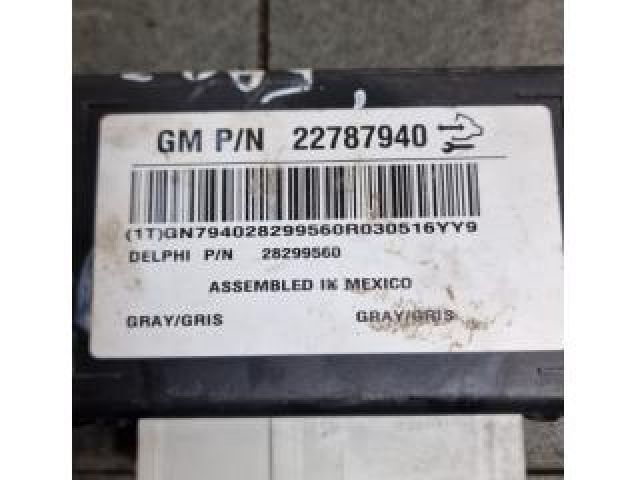 GM P/N 22787940
(1T)GN794028299560R030516YY9
DELPHI P/N 28299560
ASSEMBLED IN MEXICO
GRAY/GRIS GRAY/GRIS